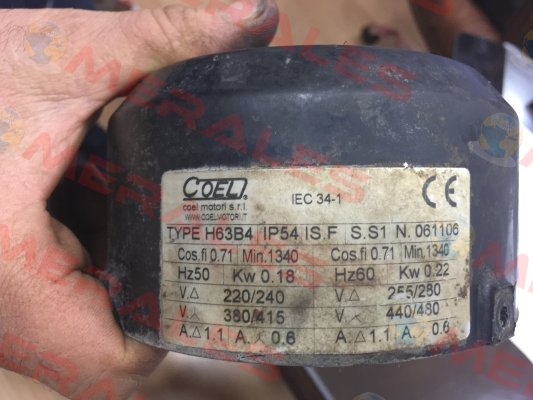 COEL
coel motori s.r.l.
WWW.COELMOTORI.IT
IEC 34-1
CE
TYPE H63B4 IP54 IS.F S.S1 N. 061106
Cos.fi 0.71 Min.1340 Cos.fi 0.71 Min.1340
Hz50 Kw 0.18 Hz60 Kw 0.22
V.△ 220/240 V.△ 255/280
V.⅄ 380/415 V.⅄ 440/480
A.△1.1 A.⅄ 0.6 A.△1.1 A.⅄ 0.6
MERALES